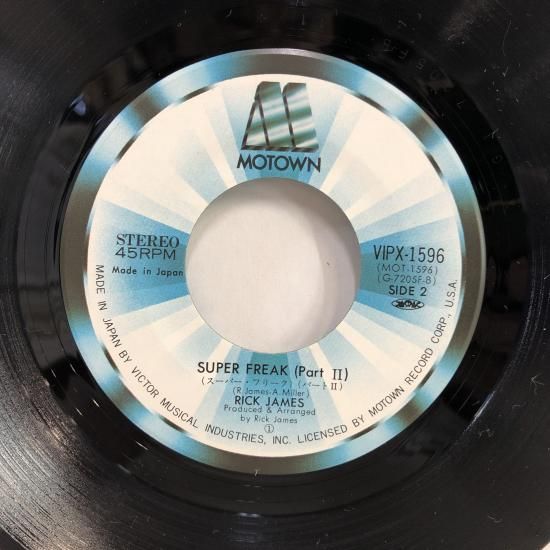 MOTOWN
STEREO
45RPM
Made in Japan
VIPX-1596
(MOT-1596)
(G-7205F-B)
SIDE 2
SUPER FREAK (Part II)
(スーパー・フリーク)(パートII)
(R.James-A.Miller)
RICK JAMES
Produced & Arranged
by Rick James
①
MADE IN JAPAN BY VICTOR MUSICAL INDUSTRIES, INC. LICENSED BY MOTOWN RECORD CORP., U.S.A.